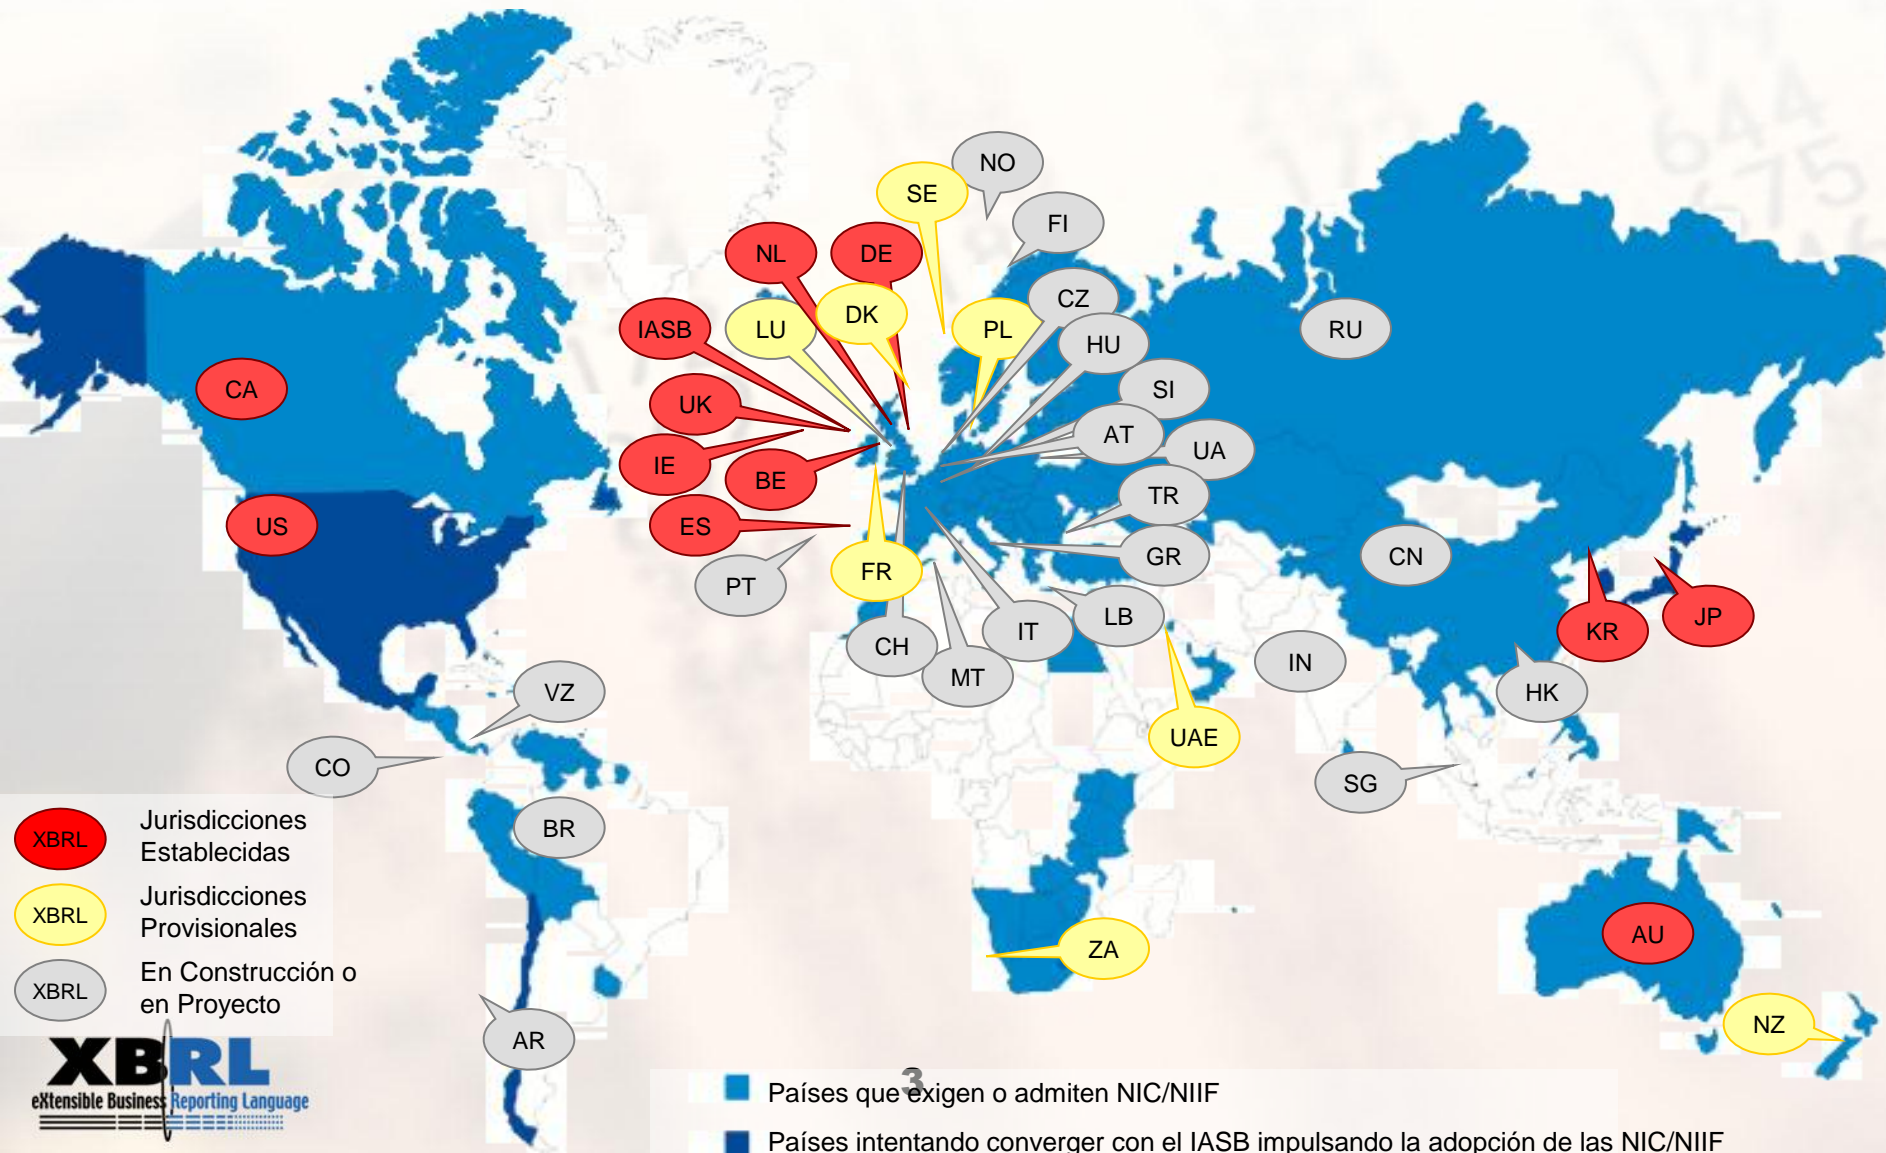 NO
SE
FI
NL
DE
CZ
DK
IASB
LU
PL
RU
HU
CA
SI
UK
AT
UA
IE
BE
TR
US
ES
GR
CN
FR
PT
LB
JP
IT
KR
CH
IN
MT
VZ
HK
UAE
CO
SG
BR
XBRL
Jurisdicciones
Establecidas
XBRL
Jurisdicciones
Provisionales
AU
ZA
XBRL
En Construcción o
en Proyecto
NZ
AR
XBRL
eXtensible Business Reporting Language
3
Países que exigen o admiten NIC/NIIF
Países intentando converger con el IASB impulsando la adopción de las NIC/NIIF
644
675